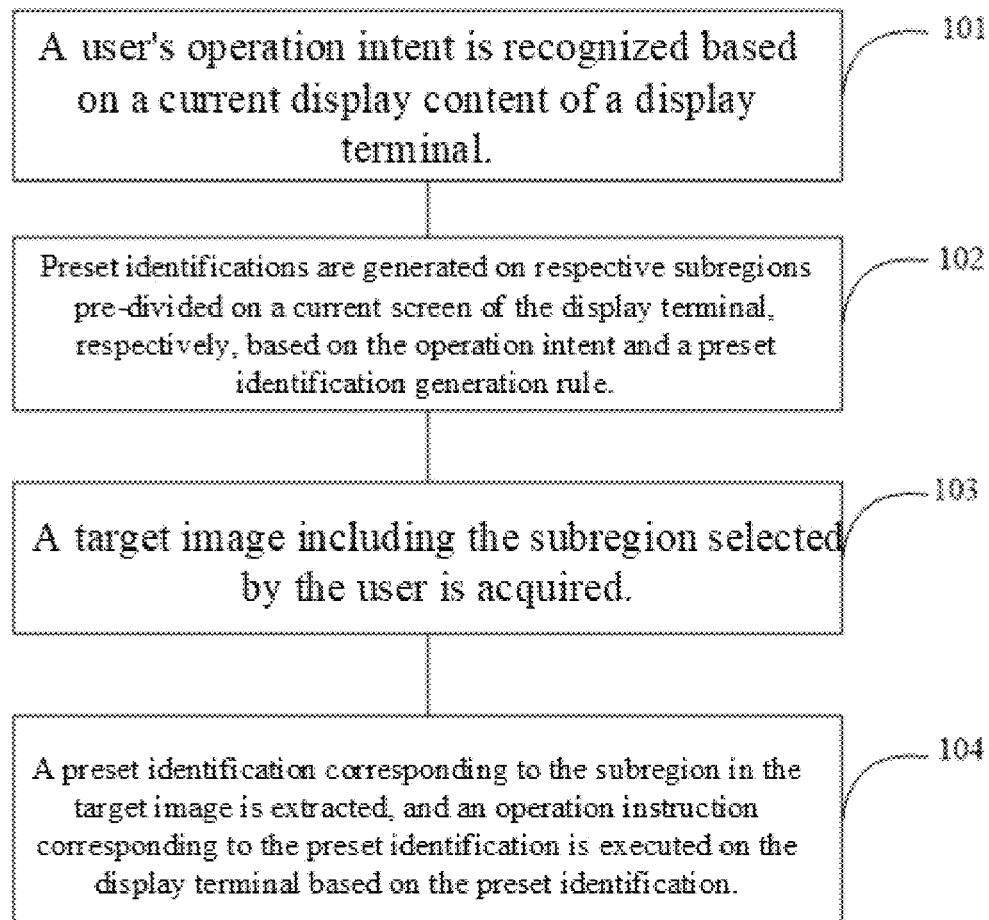 A user's operation intent is recognized based
on a current display content of a display
terminal.
101
Preset identifications are generated on respective subregions
pre-divided on a current screen of the display terminal,
respectively, based on the operation intent and a preset
identification generation rule.
102
A target image including the subregion selected
by the user is acquired.
103
A preset identification corresponding to the subregion in the
target image is extracted, and an operation instruction
corresponding to the preset identification is executed on the
display terminal based on the preset identification.
104